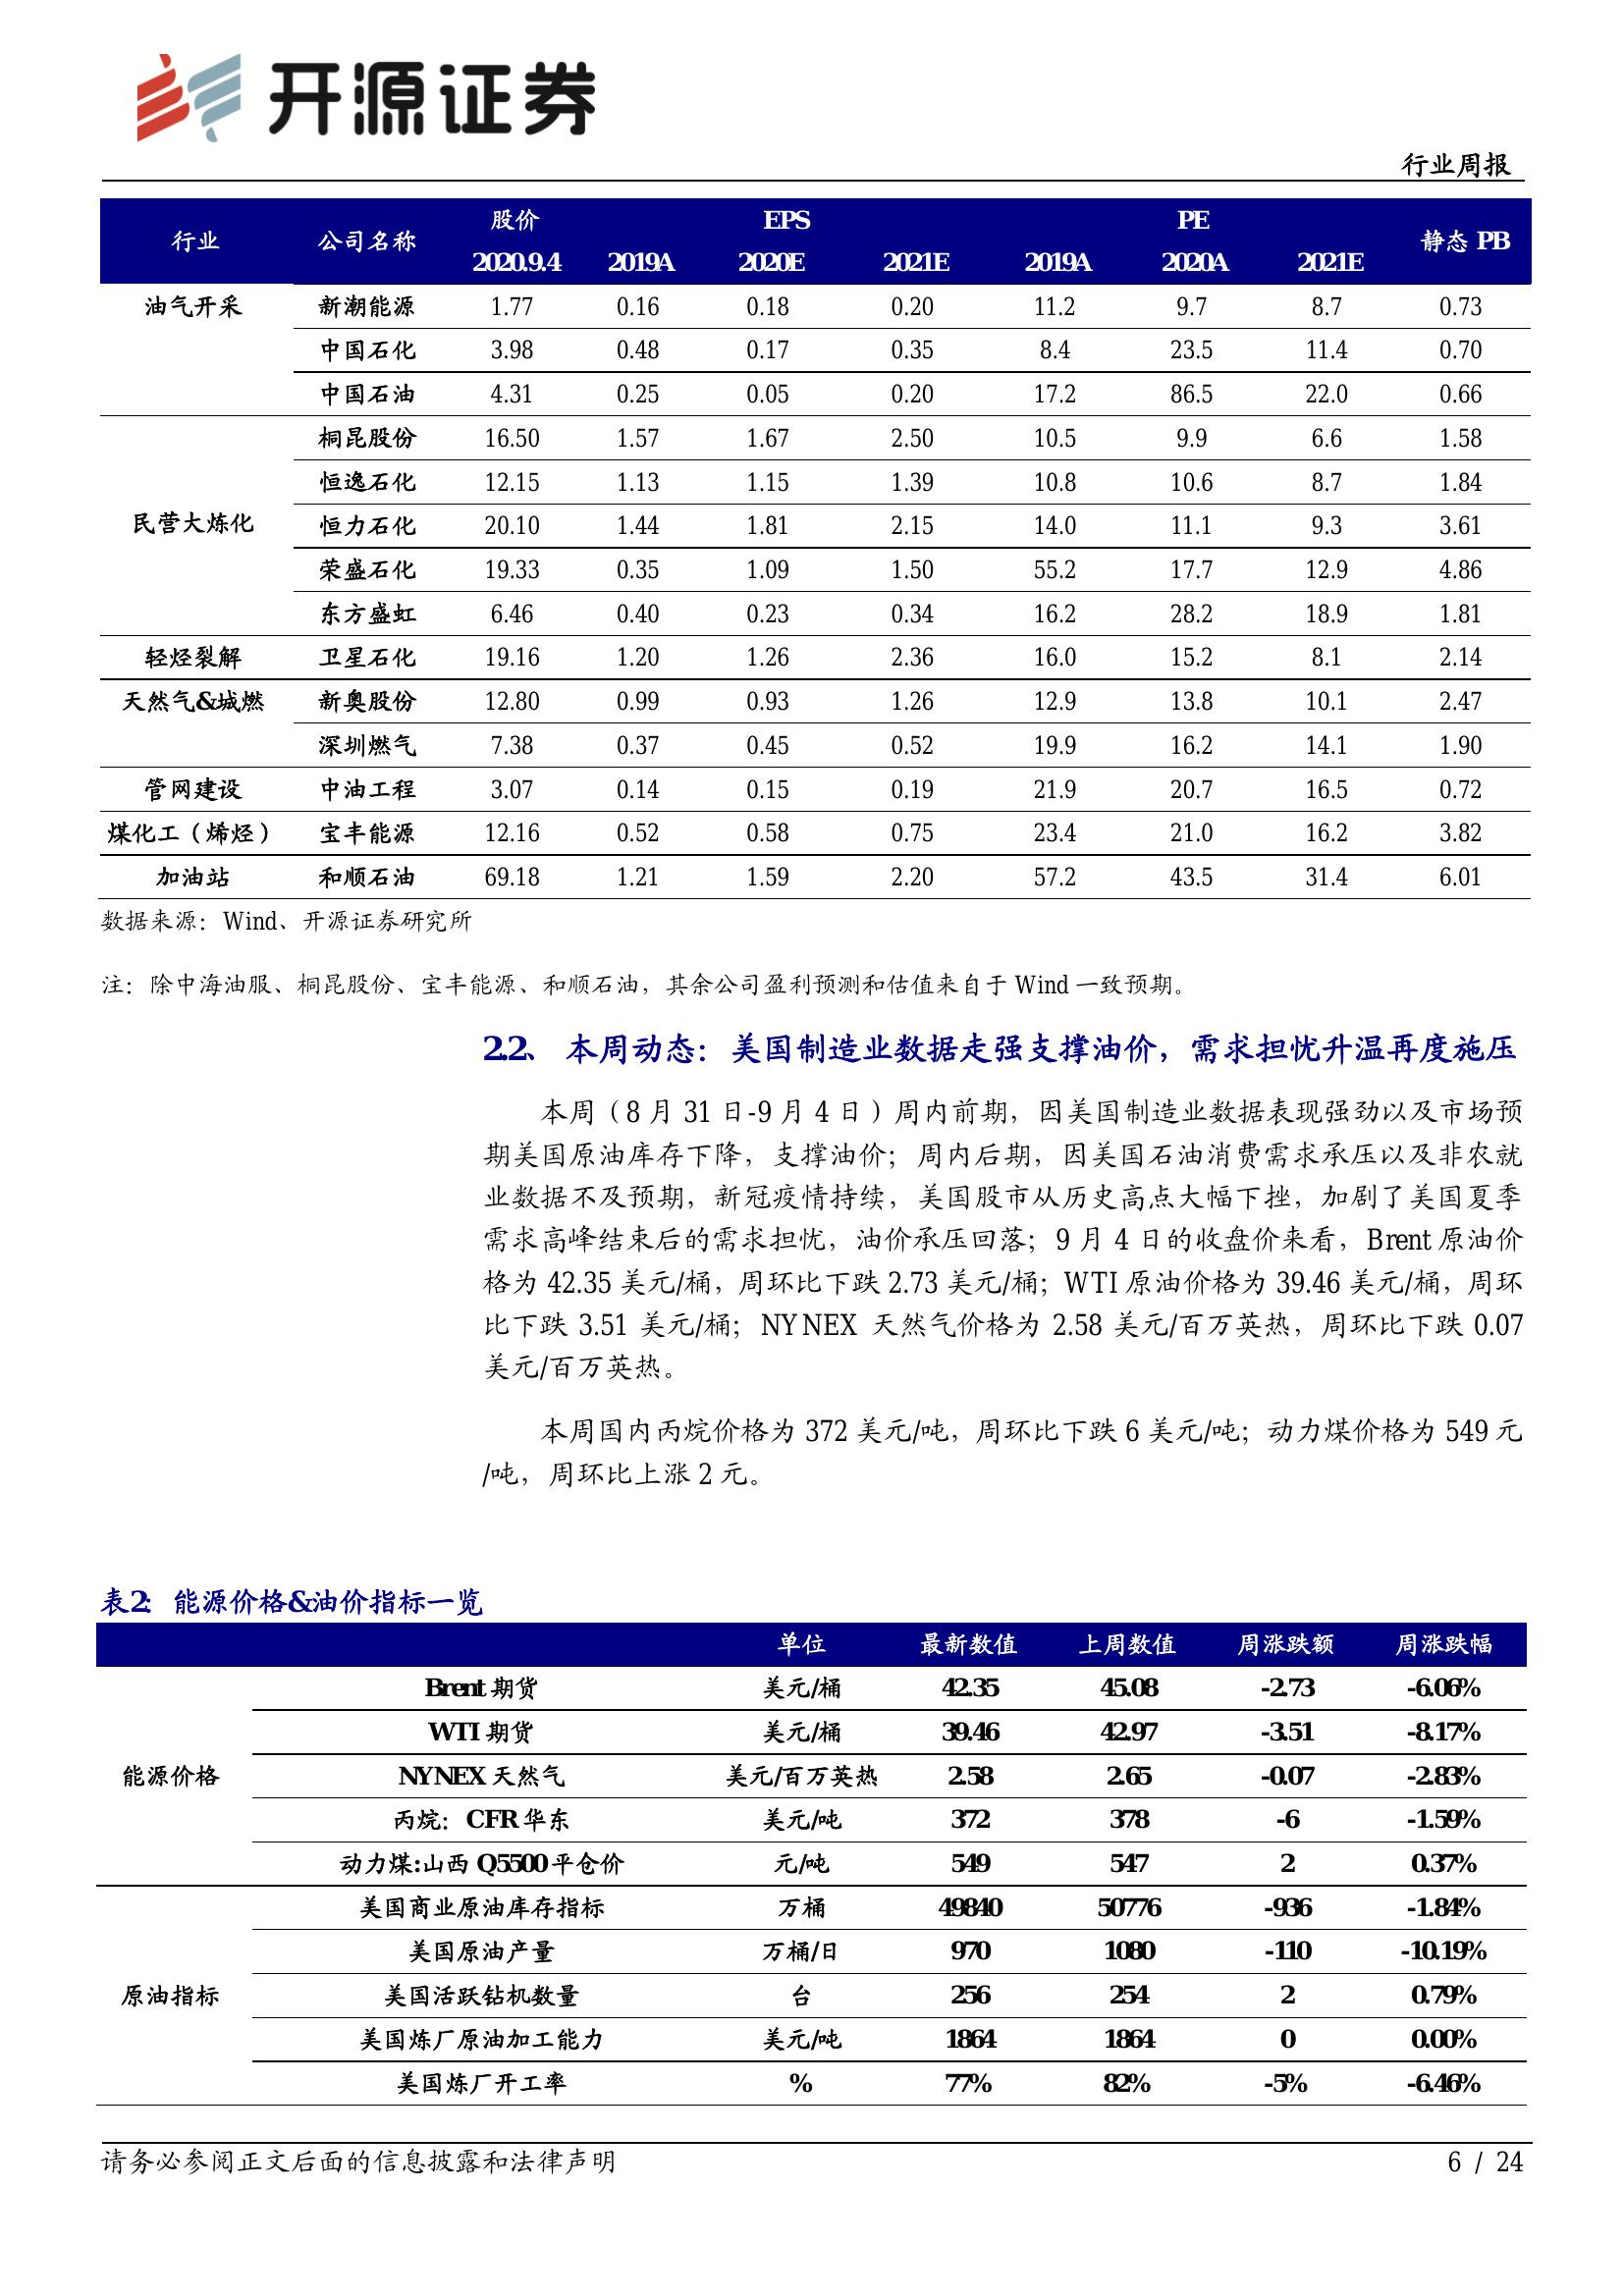 开源证券
行业周报
行业 公司名称 股价 EPS PE 静态 PB
2020.9.4 2019A 2020E 2021E 2019A 2020A 2021E
油气开采 新潮能源 1.77 0.16 0.18 0.20 11.2 9.7 8.7 0.73
中国石化 3.98 0.48 0.17 0.35 8.4 23.5 11.4 0.70
中国石油 4.31 0.25 0.05 0.20 17.2 86.5 22.0 0.66
民营大炼化 桐昆股份 16.50 1.57 1.67 2.50 10.5 9.9 6.6 1.58
恒逸石化 12.15 1.13 1.15 1.39 10.8 10.6 8.7 1.84
恒力石化 20.10 1.44 1.81 2.15 14.0 11.1 9.3 3.61
荣盛石化 19.33 0.35 1.09 1.50 55.2 17.7 12.9 4.86
东方盛虹 6.46 0.40 0.23 0.34 16.2 28.2 18.9 1.81
轻烃裂解 卫星石化 19.16 1.20 1.26 2.36 16.0 15.2 8.1 2.14
天然气&城燃 新奥股份 12.80 0.99 0.93 1.26 12.9 13.8 10.1 2.47
深圳燃气 7.38 0.37 0.45 0.52 19.9 16.2 14.1 1.90
管网建设 中油工程 3.07 0.14 0.15 0.19 21.9 20.7 16.5 0.72
煤化工（烯烃） 宝丰能源 12.16 0.52 0.58 0.75 23.4 21.0 16.2 3.82
加油站 和顺石油 69.18 1.21 1.59 2.20 57.2 43.5 31.4 6.01
数据来源：Wind、开源证券研究所
注：除中海油服、桐昆股份、宝丰能源、和顺石油，其余公司盈利预测和估值来自于 Wind 一致预期。
2.2、 本周动态：美国制造业数据走强支撑油价，需求担忧升温再度施压
本周（8 月 31 日-9 月 4 日）周内前期，因美国制造业数据表现强劲以及市场预
期美国原油库存下降，支撑油价；周内后期，因美国石油消费需求承压以及非农就
业数据不及预期，新冠疫情持续，美国股市从历史高点大幅下挫，加剧了美国夏季
需求高峰结束后的需求担忧，油价承压回落；9 月 4 日的收盘价来看，Brent 原油价
格为 42.35 美元/桶，周环比下跌 2.73 美元/桶；WTI 原油价格为 39.46 美元/桶，周环
比下跌 3.51 美元/桶；NYNEX 天然气价格为 2.58 美元/百万英热，周环比下跌 0.07
美元/百万英热。
本周国内丙烷价格为 372 美元/吨，周环比下跌 6 美元/吨；动力煤价格为 549 元
/吨，周环比上涨 2 元。
表2： 能源价格&油价指标一览
单位 最新数值 上周数值 周涨跌额 周涨跌幅
能源价格 Brent 期货 美元/桶 42.35 45.08 -2.73 -6.06%
WTI 期货 美元/桶 39.46 42.97 -3.51 -8.17%
NYNEX 天然气 美元/百万英热 2.58 2.65 -0.07 -2.83%
丙烷：CFR 华东 美元/吨 372 378 -6 -1.59%
动力煤:山西 Q5500 平仓价 元/吨 549 547 2 0.37%
原油指标 美国商业原油库存指标 万桶 49840 50776 -936 -1.84%
美国原油产量 万桶/日 970 1080 -110 -10.19%
美国活跃钻机数量 台 256 254 2 0.79%
美国炼厂原油加工能力 美元/吨 1864 1864 0 0.00%
美国炼厂开工率 % 77% 82% -5% -6.46%
请务必参阅正文后面的信息披露和法律声明 6 / 24